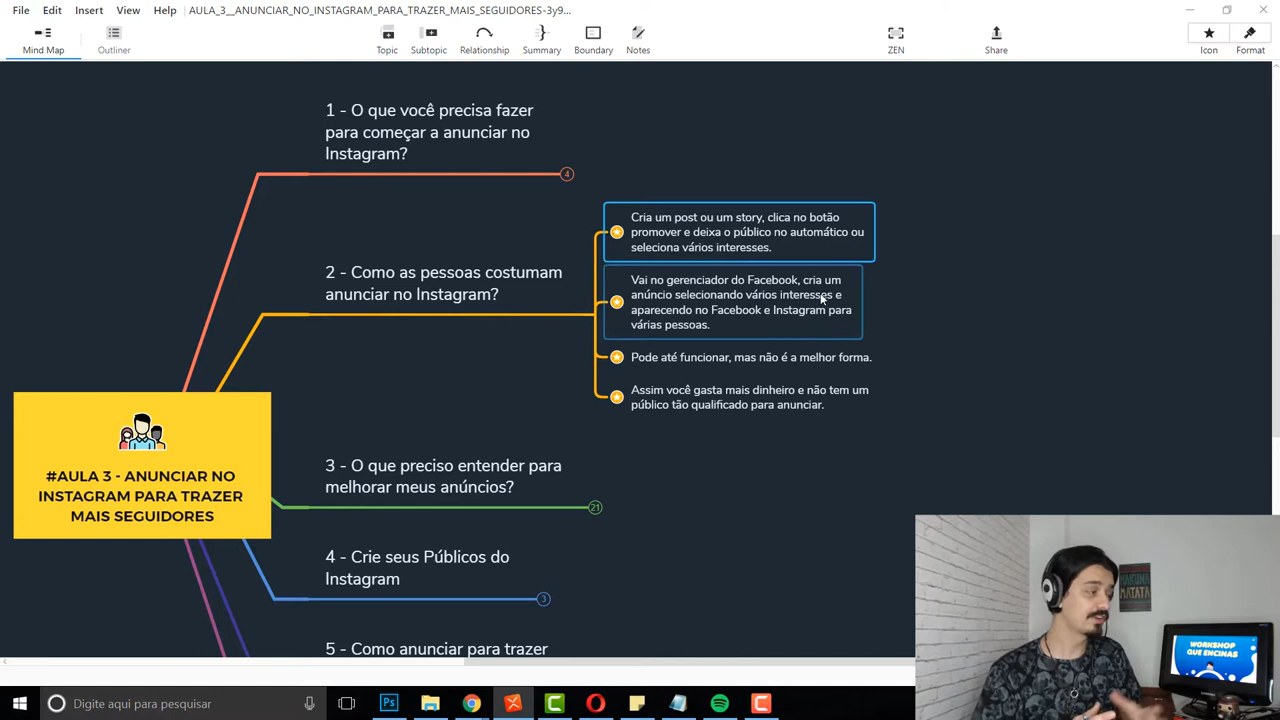 File Edit Insert View Help AULA_3__ANUNCIAR_NO_INSTAGRAM_PARA_TRAZER_MAIS_SEGUIDORES-3y9...
Mind Map Outliner Topic Subtopic Relationship Summary Boundary Notes ZEN Share Icon Format
1 - O que você precisa fazer
para começar a anunciar no
Instagram?
4
2 - Como as pessoas costumam
anunciar no Instagram?
Cria um post ou um story, clica no botão
promover e deixa o público no automático ou
seleciona vários interesses.
Vai no gerenciador do Facebook, cria um
anúncio selecionando vários interesses e
aparecendo no Facebook e Instagram para
várias pessoas.
Pode até funcionar, mas não é a melhor forma.
Assim você gasta mais dinheiro e não tem um
público tão qualificado para anunciar.
#AULA 3 - ANUNCIAR NO
INSTAGRAM PARA TRAZER
MAIS SEGUIDORES
3 - O que preciso entender para
melhorar meus anúncios?
21
4 - Crie seus Públicos do
Instagram
3
5 - Como anunciar para trazer
MATATA
WORKSHOP
QUE ENCINAS
Digite aqui para pesquisar
Ps